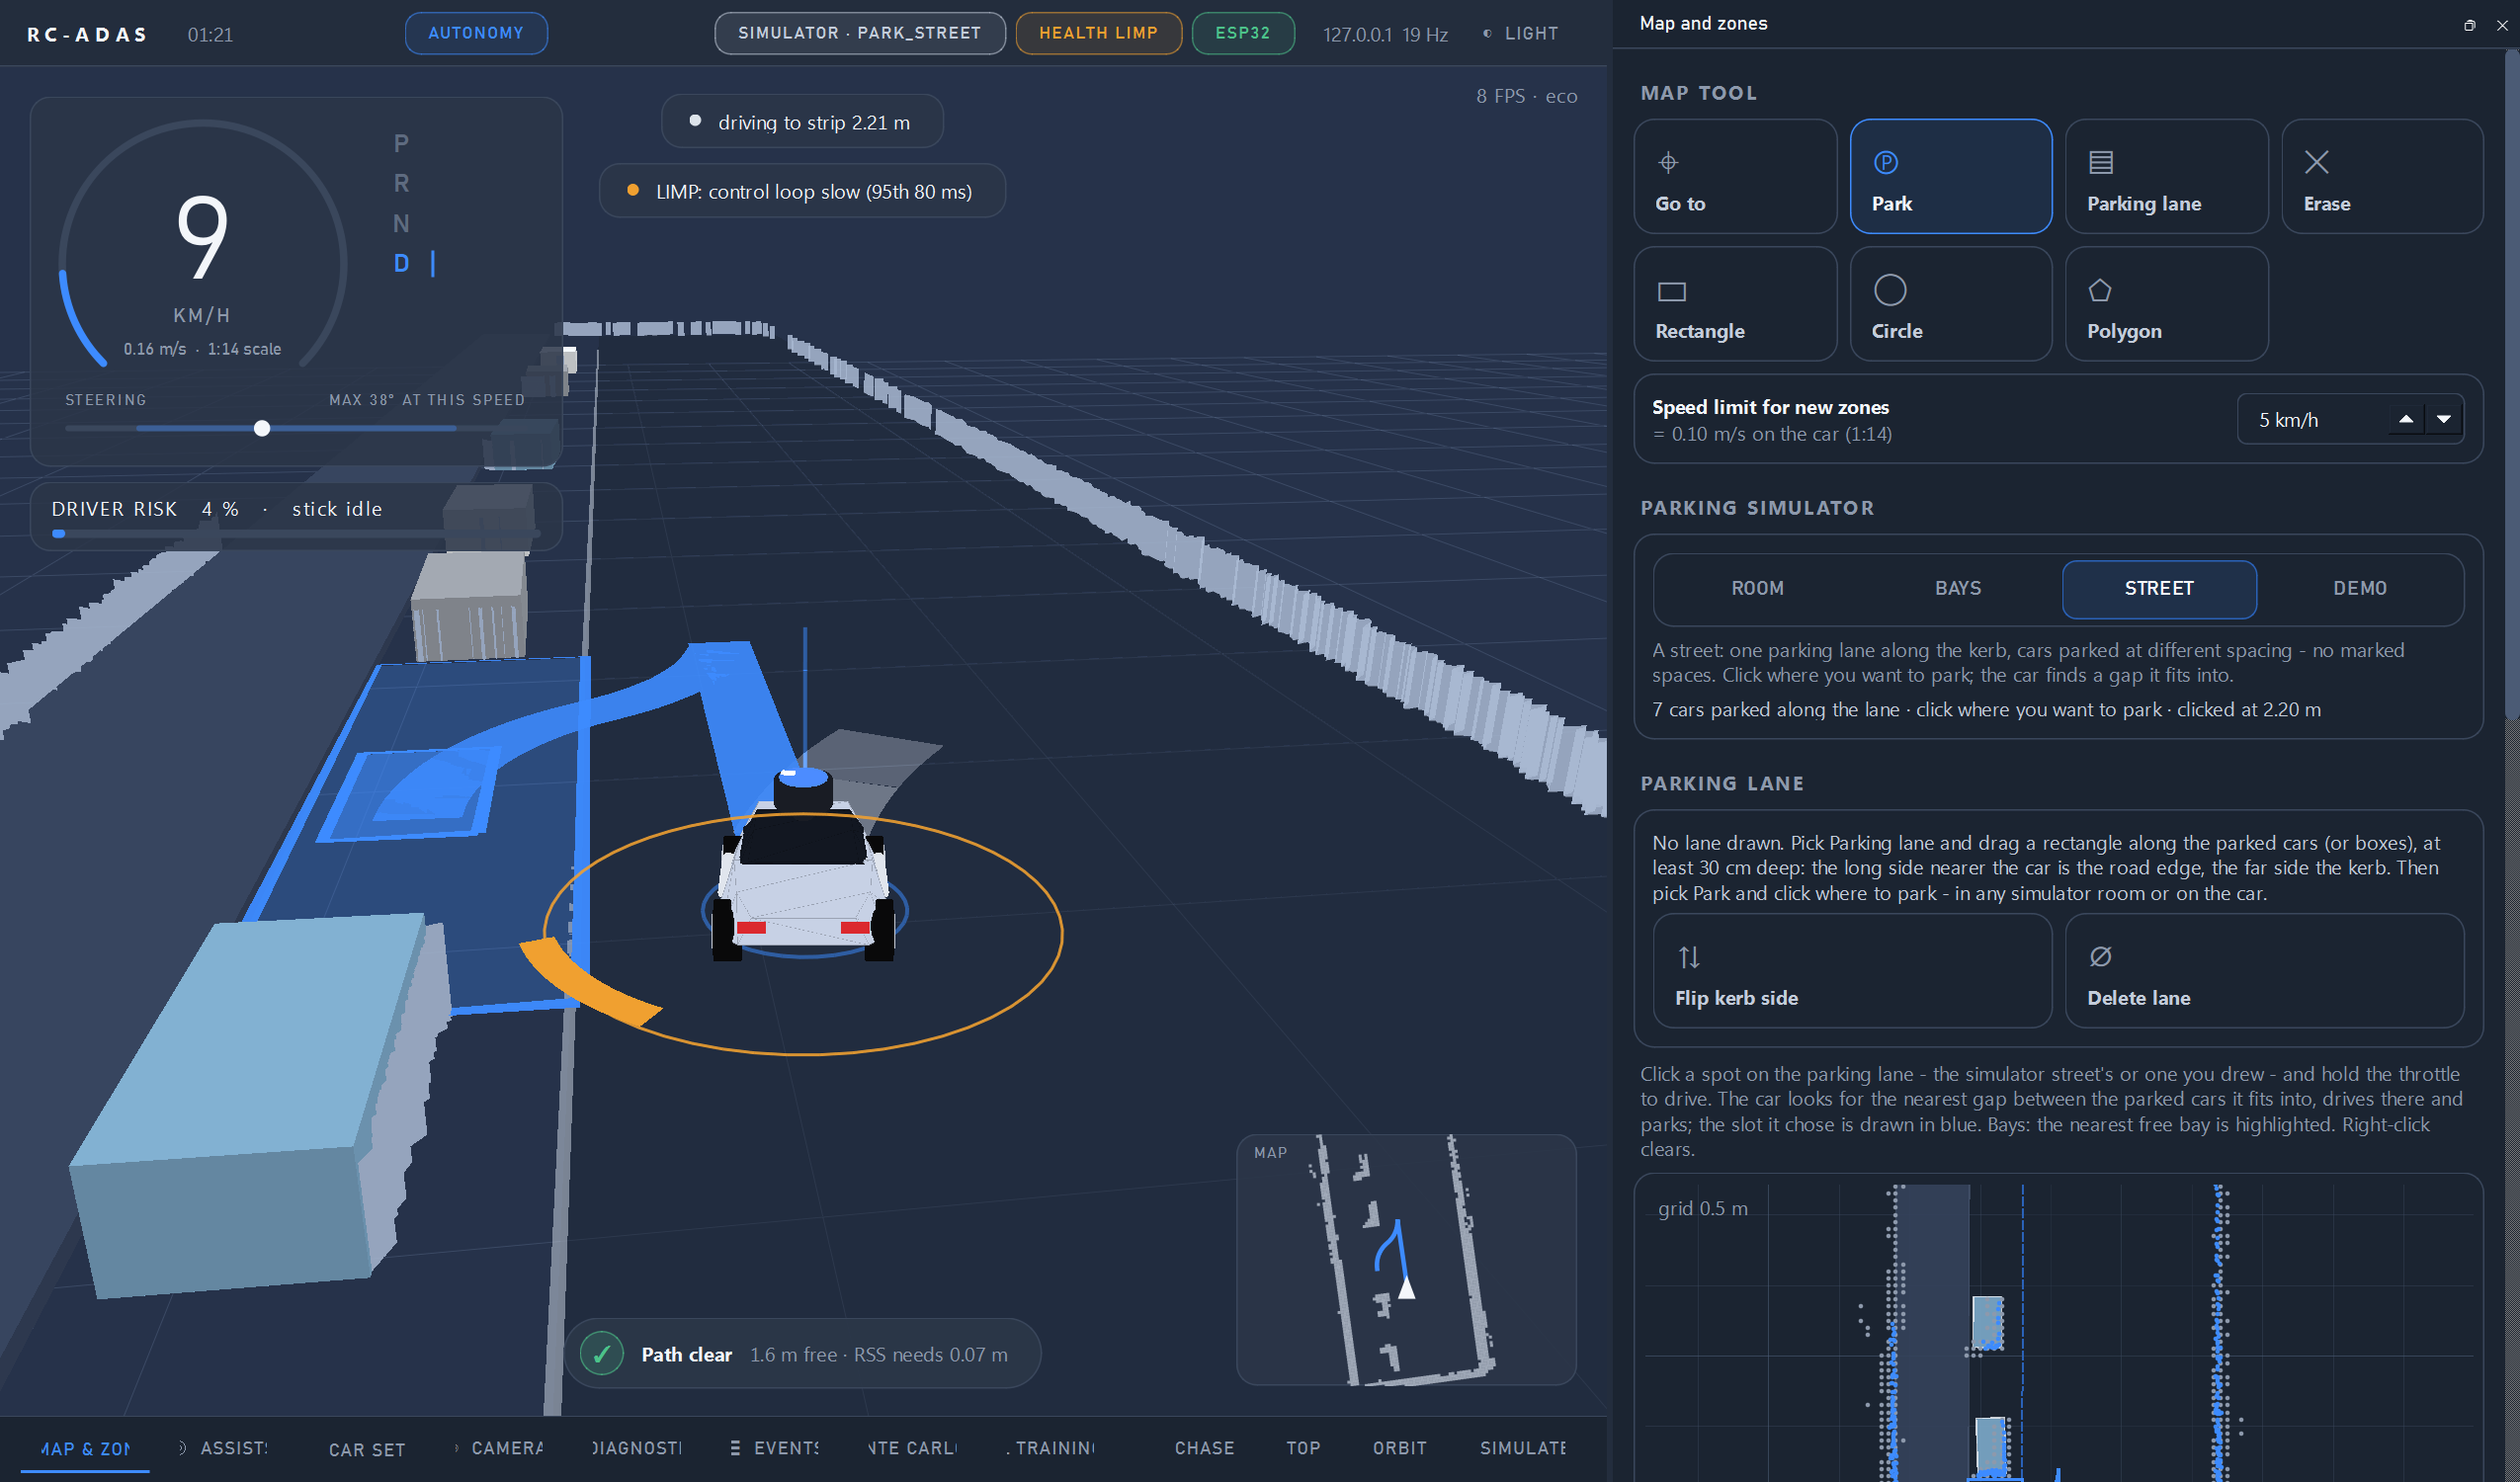 RC-ADAS 01:21 AUTONOMY SIMULATOR · PARK_STREET HEALTH LIMP ESP32 127.0.0.1 19 Hz LIGHT
8 FPS · eco
driving to strip 2.21 m
LIMP: control loop slow (95th 80 ms)
P
R
N
D
9
KM/H
0.16 m/s · 1:14 scale
STEERING MAX 38° AT THIS SPEED
DRIVER RISK 4 % · stick idle
MAP
✓ Path clear 1.6 m free · RSS needs 0.07 m
MAP & ZON ASSIST CAR SET CAMERA DIAGNOSTI EVENTS NTE CARL . TRAININ CHASE TOP ORBIT SIMULATE
Map and zones
MAP TOOL
Go to
P
Park
Parking lane
Erase
Rectangle
Circle
Polygon
Speed limit for new zones
= 0.10 m/s on the car (1:14)
5 km/h
PARKING SIMULATOR
ROOM BAYS STREET DEMO
A street: one parking lane along the kerb, cars parked at different spacing - no marked
spaces. Click where you want to park; the car finds a gap it fits into.
7 cars parked along the lane · click where you want to park · clicked at 2.20 m
PARKING LANE
No lane drawn. Pick Parking lane and drag a rectangle along the parked cars (or boxes), at
least 30 cm deep: the long side nearer the car is the road edge, the far side the kerb. Then
pick Park and click where to park - in any simulator room or on the car.
Flip kerb side
Delete lane
Click a spot on the parking lane - the simulator street's or one you drew - and hold the throttle
to drive. The car looks for the nearest gap between the parked cars it fits into, drives there and
parks; the slot it chose is drawn in blue. Bays: the nearest free bay is highlighted. Right-click
clears.
grid 0.5 m